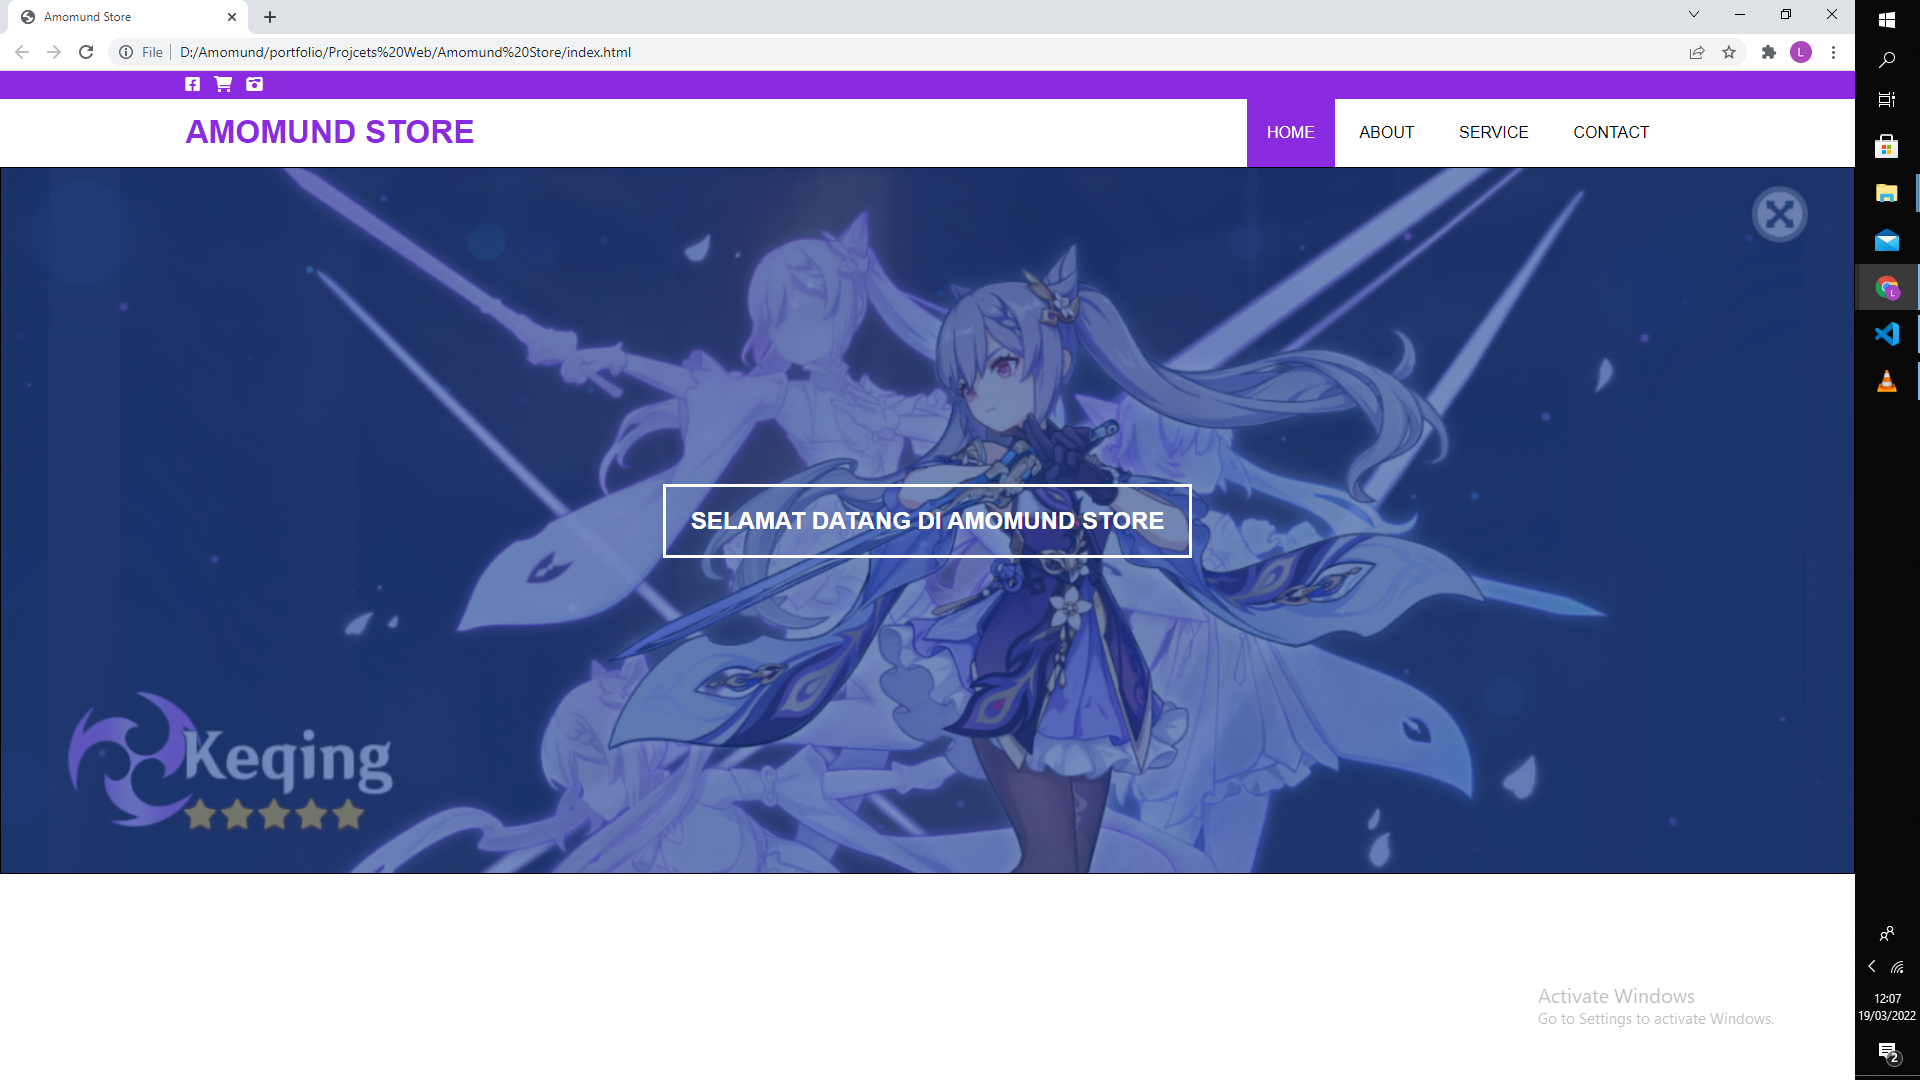 Amomund Store
File
D:/Amomund/portfolio/Projcets%20Web/Amomund%20Store/index.html
L
AMOMUND STORE
HOME
ABOUT
SERVICE
CONTACT
SELAMAT DATANG DI AMOMUND STORE
Keqing
Activate Windows
Go to Settings to activate Windows.
L
12:07
19/03/2022
2